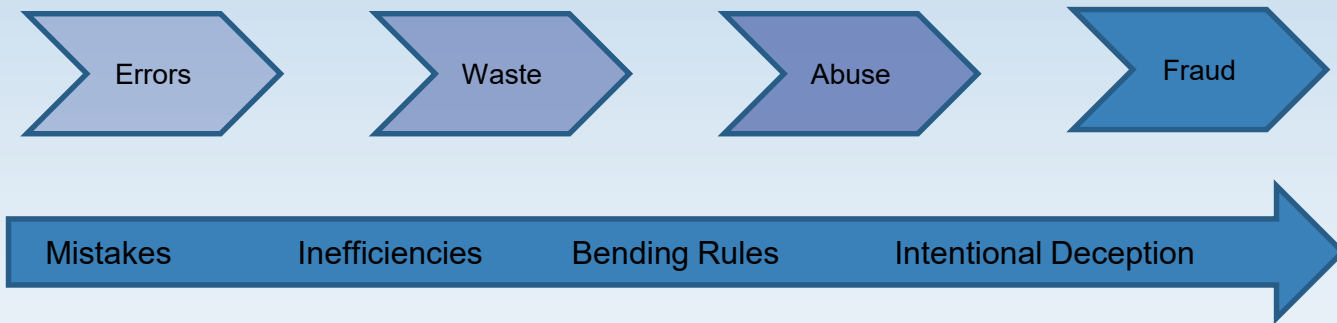 Errors Waste Abuse Fraud
Mistakes Inefficiencies Bending Rules Intentional Deception